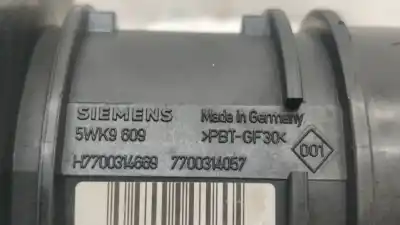 SIEMENS Made in Germany
5WK9 609 >PBT-GF30< 001
H7700314669 7700314057